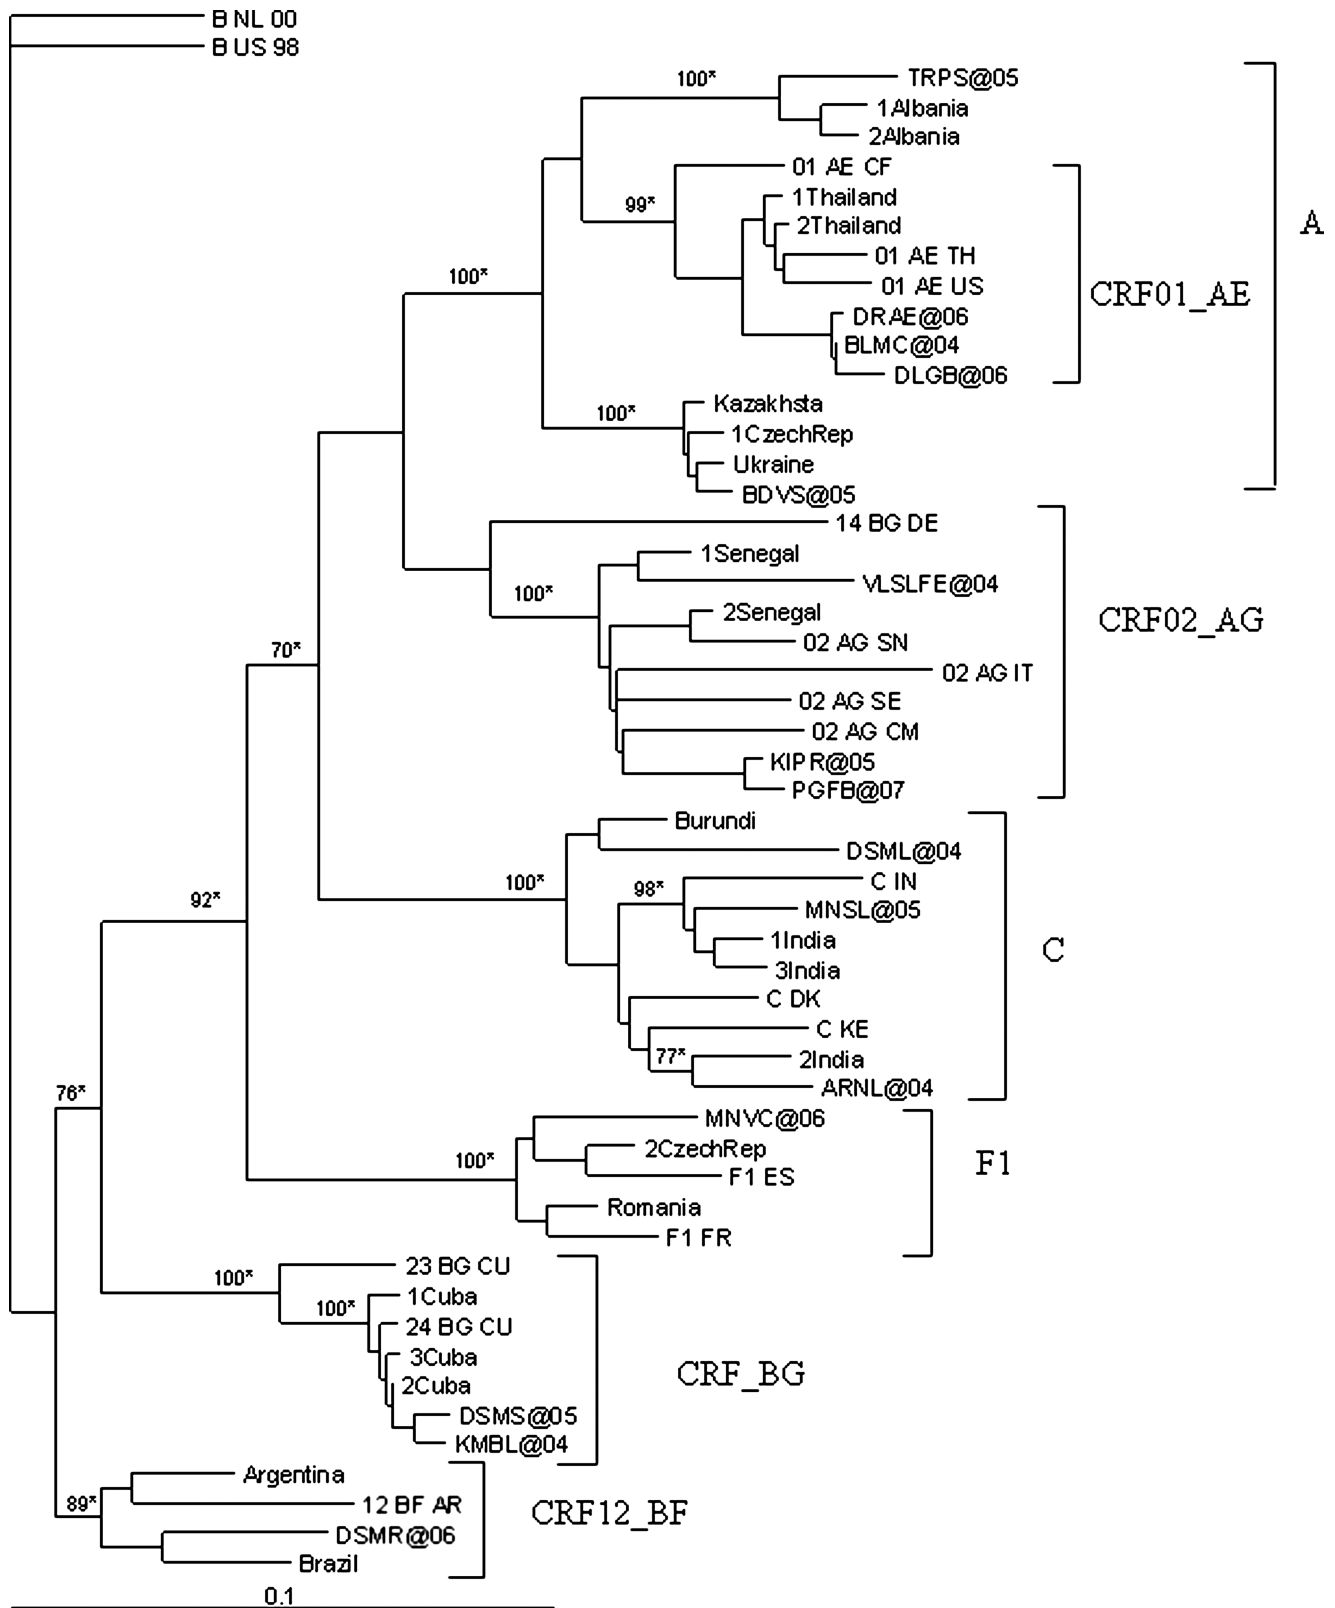 B NL 00
B US 98
100*
TRPS@05
1Albania
2Albania
01 AE CF
99*
1Thailand
2Thailand
01 AE TH
01 AE US
DRAE@06
BLMC@04
DLGB@06
CRF01_AE
A
100*
100*
Kazakhsta
1CzechRep
Ukraine
BDVS@05
14 BG DE
1Senegal
VLSLFE@04
100*
2Senegal
02 AG SN
02 AG IT
02 AG SE
02 AG CM
KIPR@05
PGFB@07
CRF02_AG
70*
Burundi
DSML@04
100*
98*
C IN
MNSL@05
1India
3India
C DK
C KE
77*
2India
ARNL@04
C
92*
76*
MNVC@06
2CzechRep
F1 ES
100*
Romania
F1 FR
F1
23 BG CU
100*
1Cuba
100*
24 BG CU
3Cuba
2Cuba
DSMS@05
KMBL@04
CRF_BG
Argentina
89*
12 BF AR
DSMR@06
Brazil
CRF12_BF
0.1